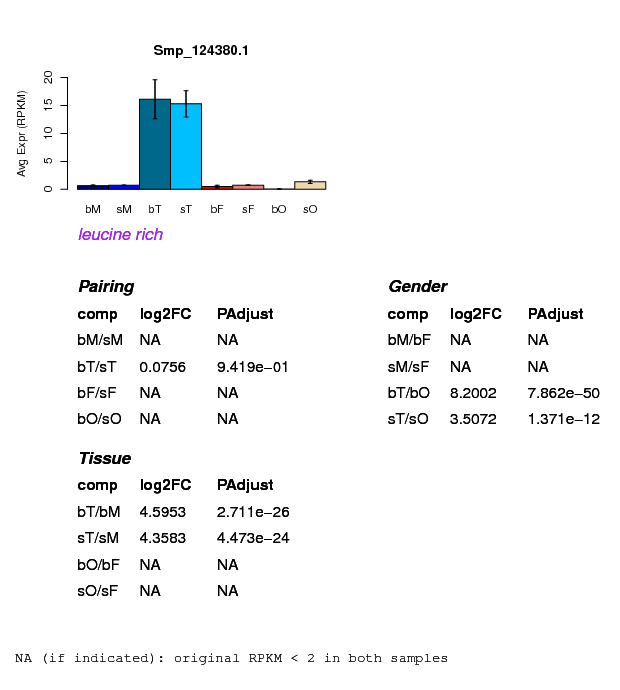 Smp_124380.1
Avg Expr (RPKM)
20
15
10
5
0
bM sM bT sT bF sF bO sO
leucine rich
Pairing
comp log2FC PAdjust
bM/sM NA NA
bT/sT 0.0756 9.419e−01
bF/sF NA NA
bO/sO NA NA
Gender
comp log2FC PAdjust
bM/bF NA NA
sM/sF NA NA
bT/bO 8.2002 7.862e−50
sT/sO 3.5072 1.371e−12
Tissue
comp log2FC PAdjust
bT/bM 4.5953 2.711e−26
sT/sM 4.3583 4.473e−24
bO/bF NA NA
sO/sF NA NA
NA (if indicated): original RPKM < 2 in both samples